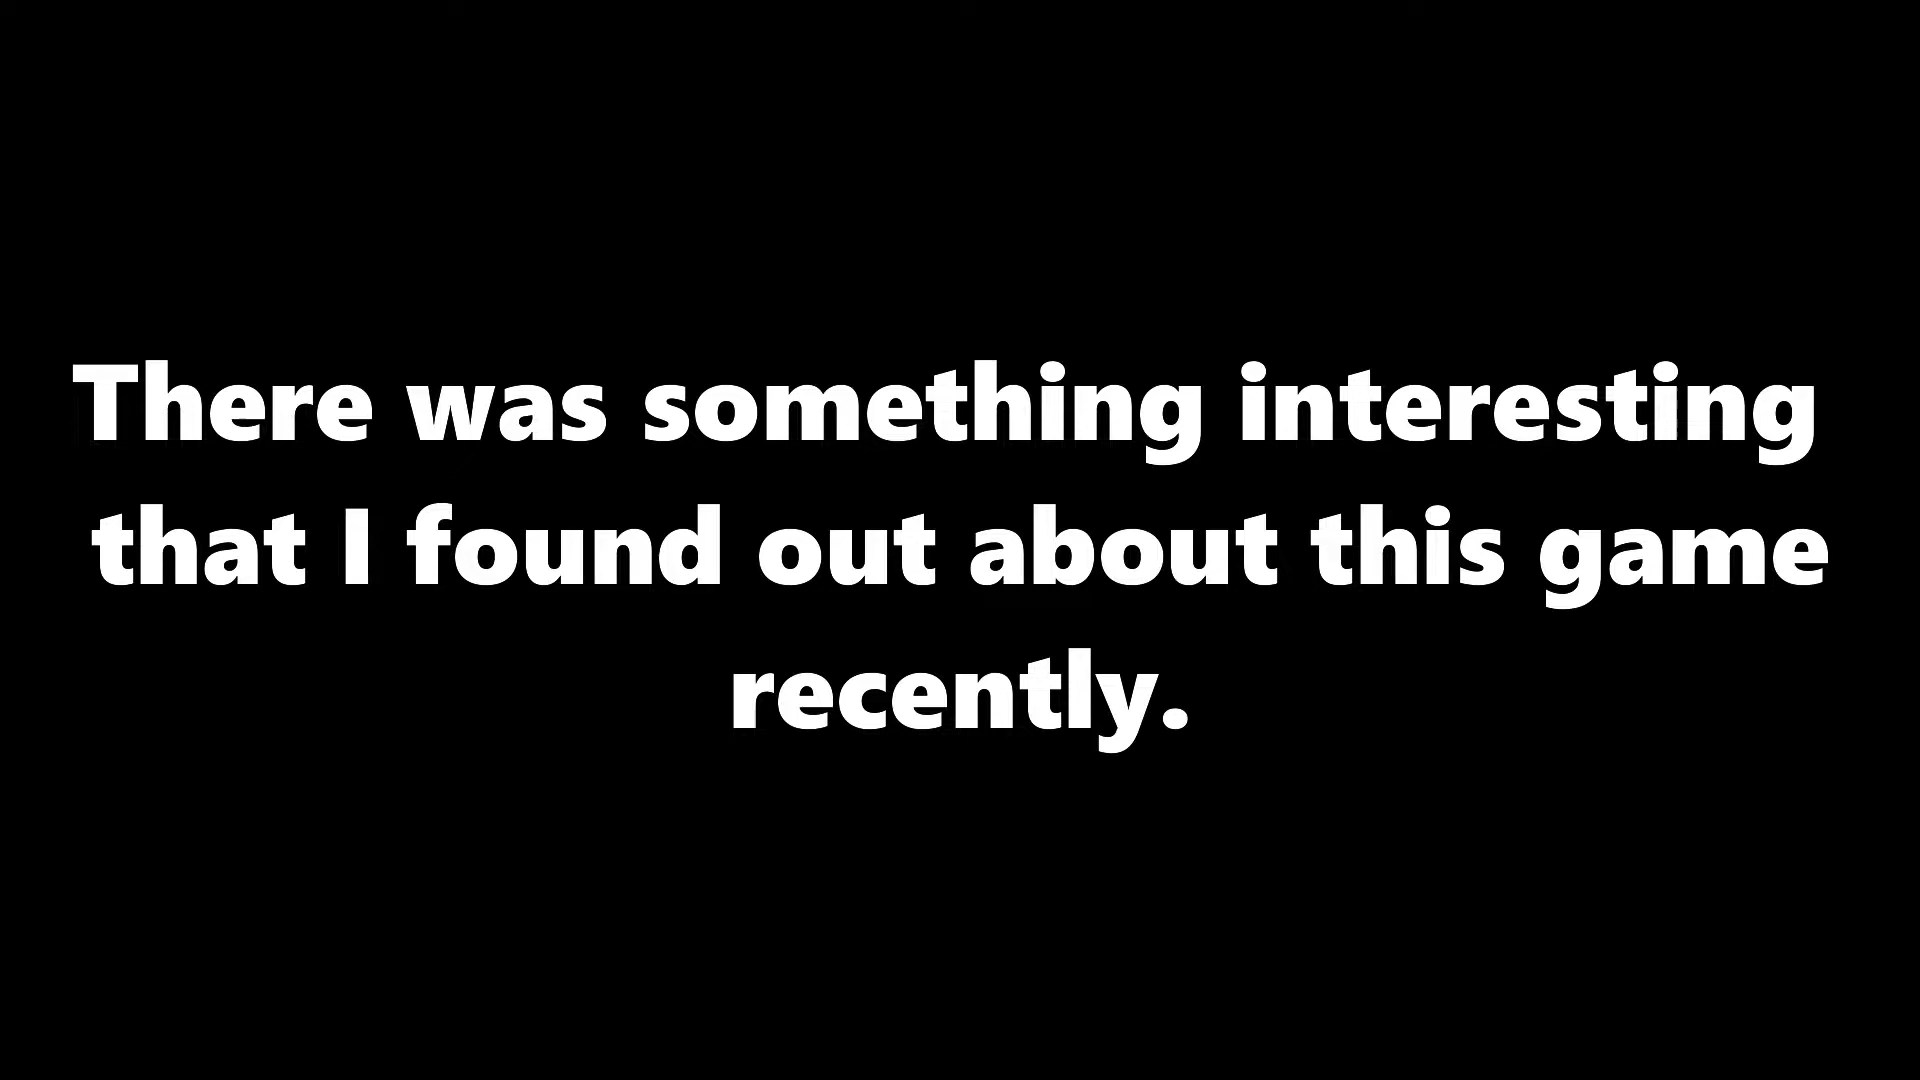 There was something interesting
that I found out about this game
recently.